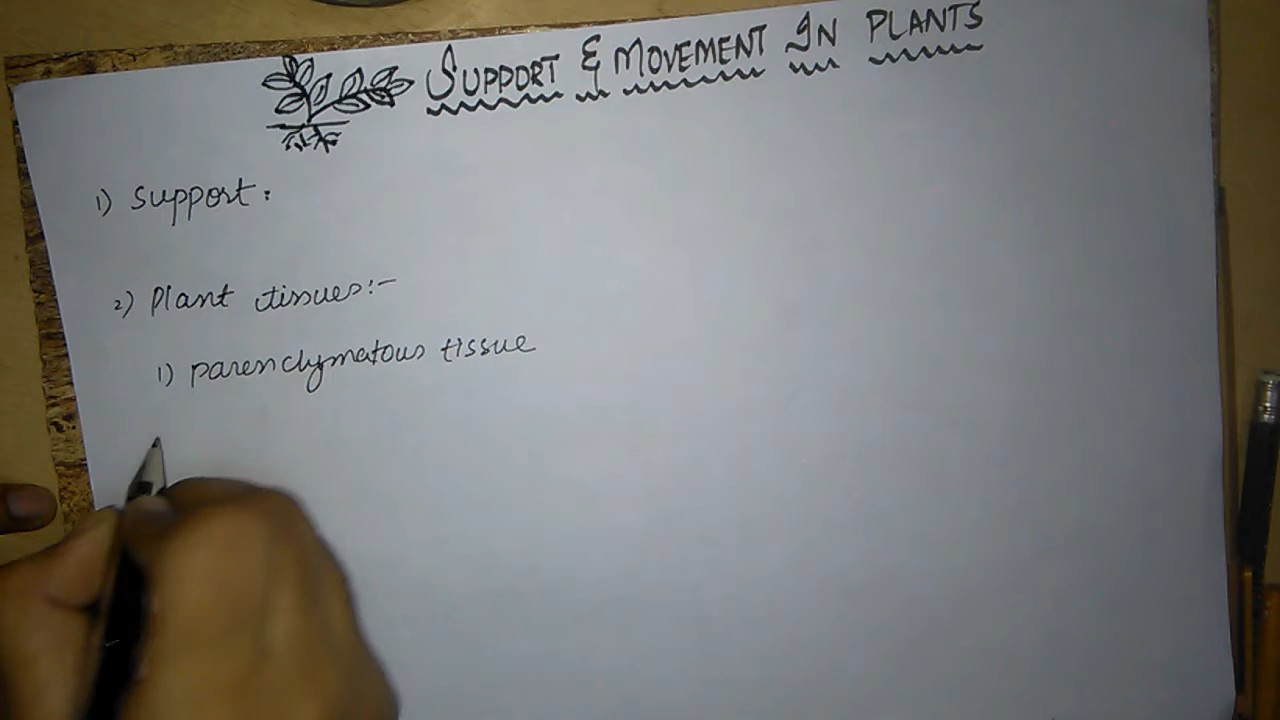 SUPPORT & MOVEMENT IN PLANTS
1) Support :
2) Plant tissues :-
1) parenchymatous tissue